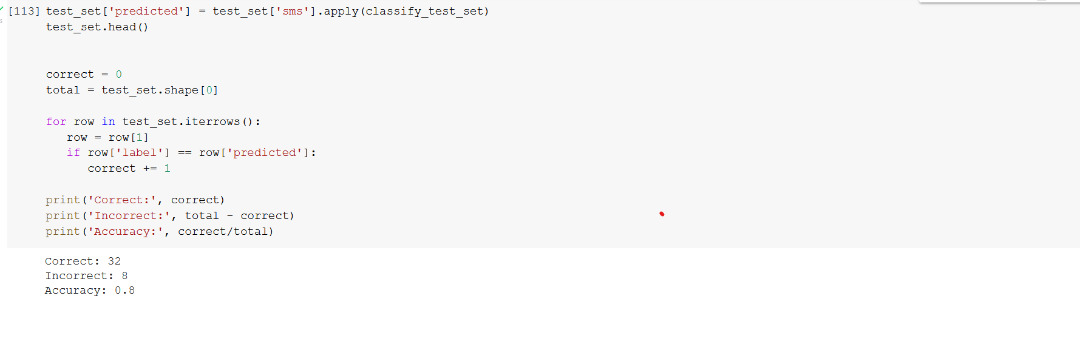 [113] test_set['predicted'] = test_set['sms'].apply(classify_test_set)
test_set.head()
correct = 0
total = test_set.shape[0]
for row in test_set.iterrows():
row = row[1]
if row['label'] == row['predicted']:
correct += 1
print('Correct:', correct)
print('Incorrect:', total - correct)
print('Accuracy:', correct/total)
Correct: 32
Incorrect: 8
Accuracy: 0.8